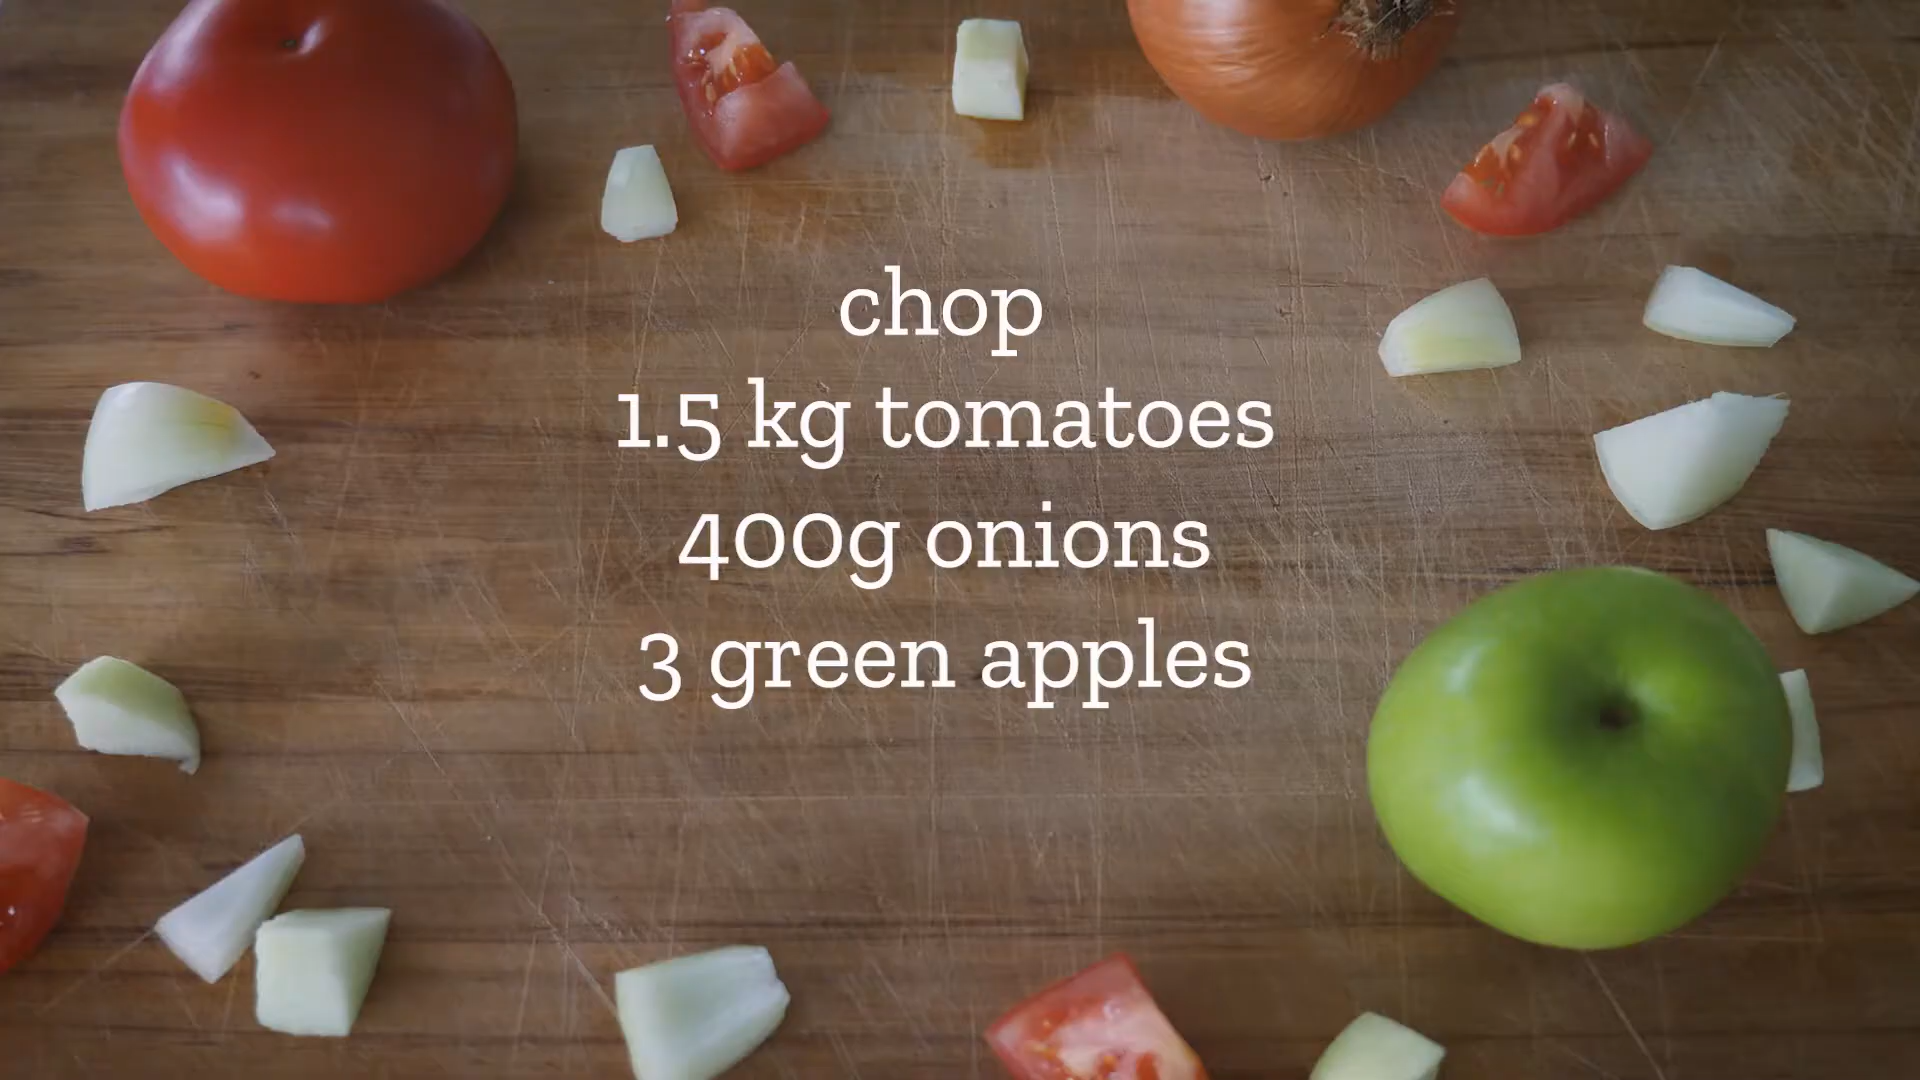 chop
1.5 kg tomatoes
400g onions
3 green apples